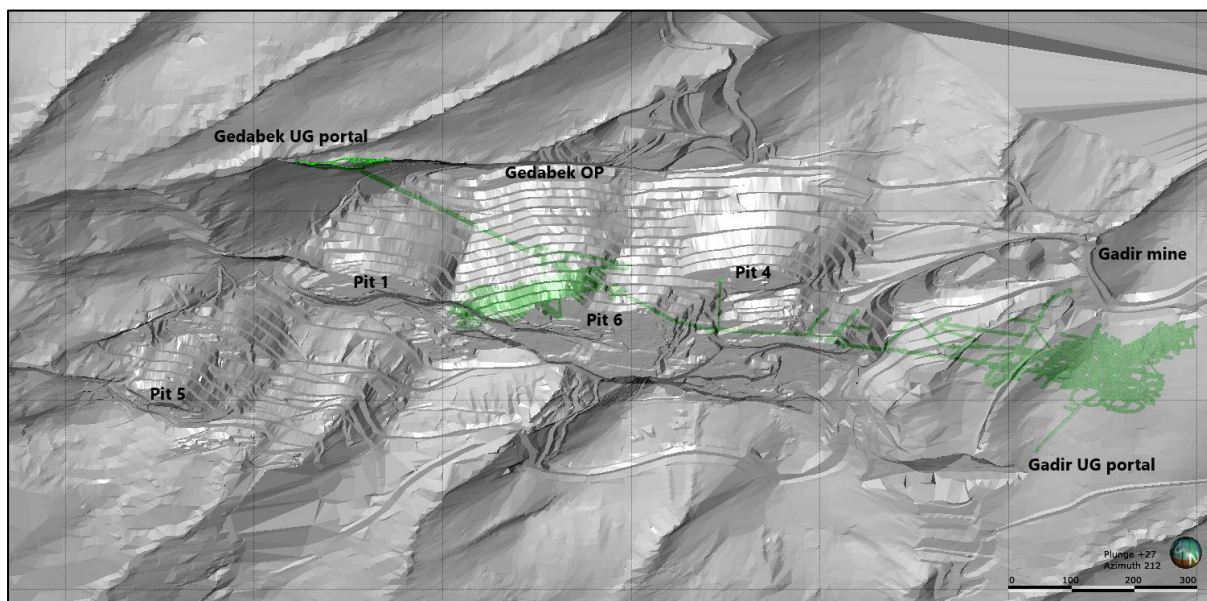 Gedabek UG portal
Gedabek OP
Gadir mine
Pit 4
Pit 1
Pit 6
Pit 5
Gadir UG portal
Plunge +27
Azimuth 212
0 100 200 300